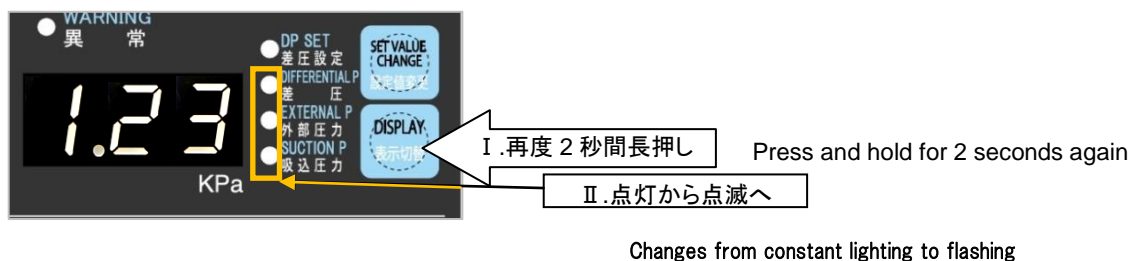 WARNING
異 常
DP SET
差圧設定
DIFFERENTIAL P
差 圧
EXTERNAL P
外部圧力
SUCTION P
吸込圧力
SET VALUE
CHANGE
設定値変更
DISPLAY
表示切替
1.23
KPa
Ⅰ.再度2秒間長押し
Press and hold for 2 seconds again
Ⅱ.点灯から点滅へ
Changes from constant lighting to flashing